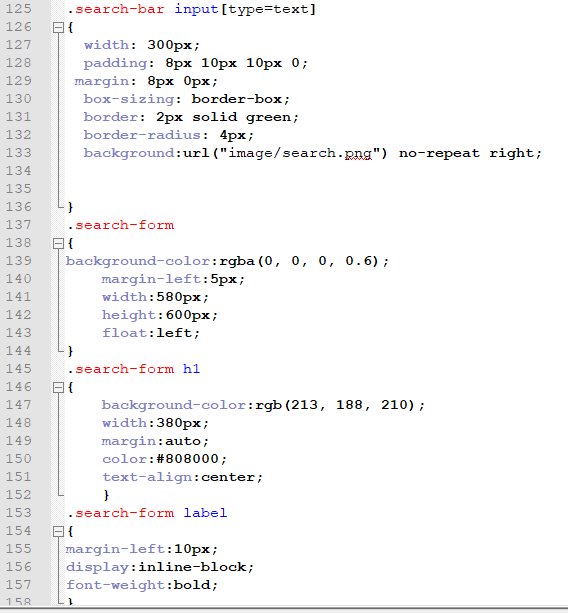 125 .search-bar input[type=text]
126 {
127 width: 300px;
128 padding: 8px 10px 10px 0;
129 margin: 8px 0px;
130 box-sizing: border-box;
131 border: 2px solid green;
132 border-radius: 4px;
133 background:url("image/search.png") no-repeat right;
134
135
136 }
137 .search-form
138 {
139 background-color:rgba(0, 0, 0, 0.6);
140 margin-left:5px;
141 width:580px;
142 height:600px;
143 float:left;
144 }
145 .search-form h1
146 {
147 background-color:rgb(213, 188, 210);
148 width:380px;
149 margin:auto;
150 color:#808000;
151 text-align:center;
152 }
153 .search-form label
154 {
155 margin-left:10px;
156 display:inline-block;
157 font-weight:bold;
158 }